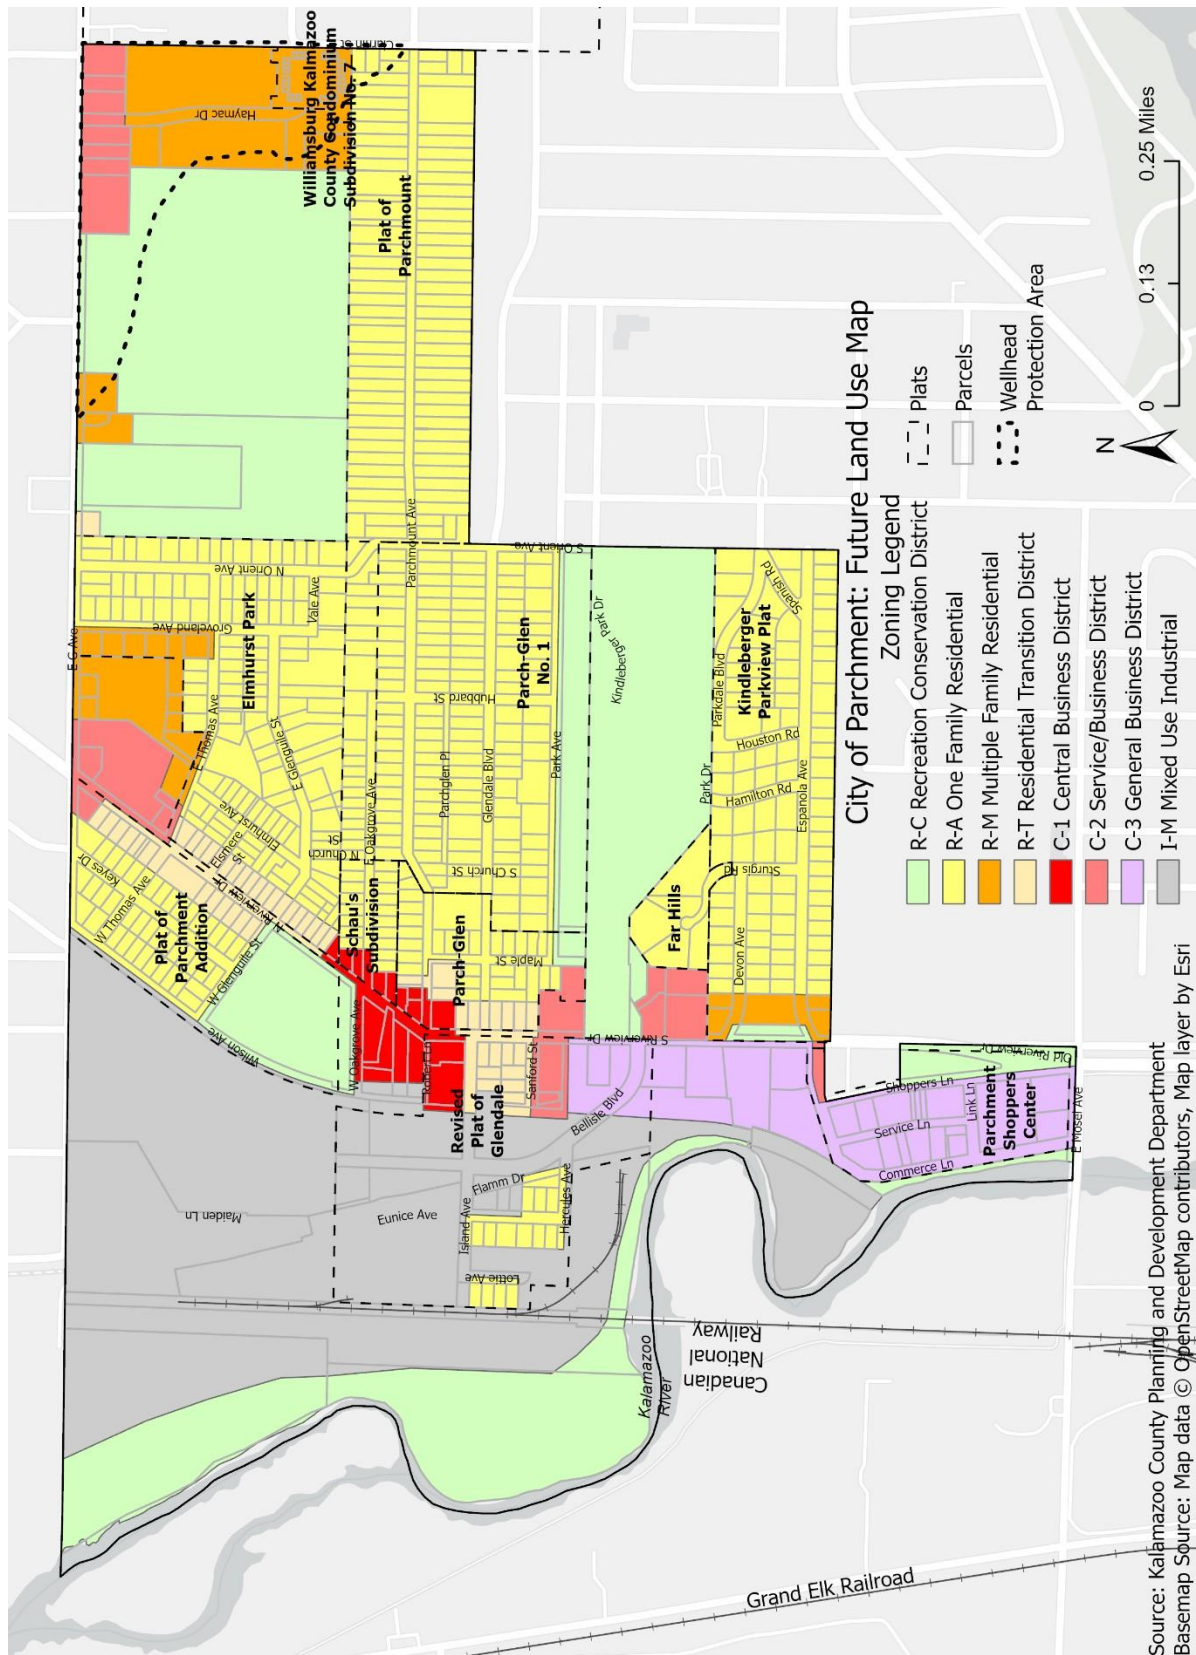 City of Parchment: Future Land Use Map
Zoning Legend
R-C Recreation Conservation District
R-A One Family Residential
R-M Multiple Family Residential
R-T Residential Transition District
C-1 Central Business District
C-2 Service/Business District
C-3 General Business District
I-M Mixed Use Industrial
Plats
Parcels
Wellhead
Protection Area
N
0
0.13
0.25 Miles
Source: Kalamazoo County Planning and Development Department
Basemap Source: Map data © OpenStreetMap contributors, Map layer by Esri
Grand Elk Railroad
Canadian
National
Railway
Kalamazoo
River
Maiden Ln
Eunice Ave
Island Ave
Flamm Dr
Lottie Ave
Hercules Ave
Wilson Ave
W Oakgrove Ave
Revised
Plat of
Glendale
Sanford St
Bellisle Blvd
S Riverview Dr
Commerce Ln
Service Ln
Link Ln
Shoppers Ln
Parchment
Shoppers
Center
Old Riverview Dr
E Mosel Ave
Keyes Dr
W Thomas Ave
Plat of
Parchment
Addition
W Glenguile St
N Riverview Dr
Elsmere
St
Elmhurst Ave
E Thomas Ave
E Glenguile St
N Church
St
E Oakgrove Ave
Schau's
Subdivision
Parch-Glen
Maple St
S Church St
Parchglen Pl
Glendale Blvd
Hubbard St
Parch-Glen
No. 1
Park Ave
Elmhurst Park
Groveland Ave
E G Ave
Vale Ave
N Orient Ave
Parchmount Ave
S Orient Ave
Kindleberger Park Dr
Park Dr
Parkdale Blvd
Kindleberger
Parkview Plat
Spanish Rd
Houston Rd
Hamilton Rd
Espanola Ave
Sturgis Rd
Far Hills
Devon Ave
Plat of
Parchmount
Haymac Dr
Williamsburg Kalmazoo
County Condominium
Subdivision No. 7